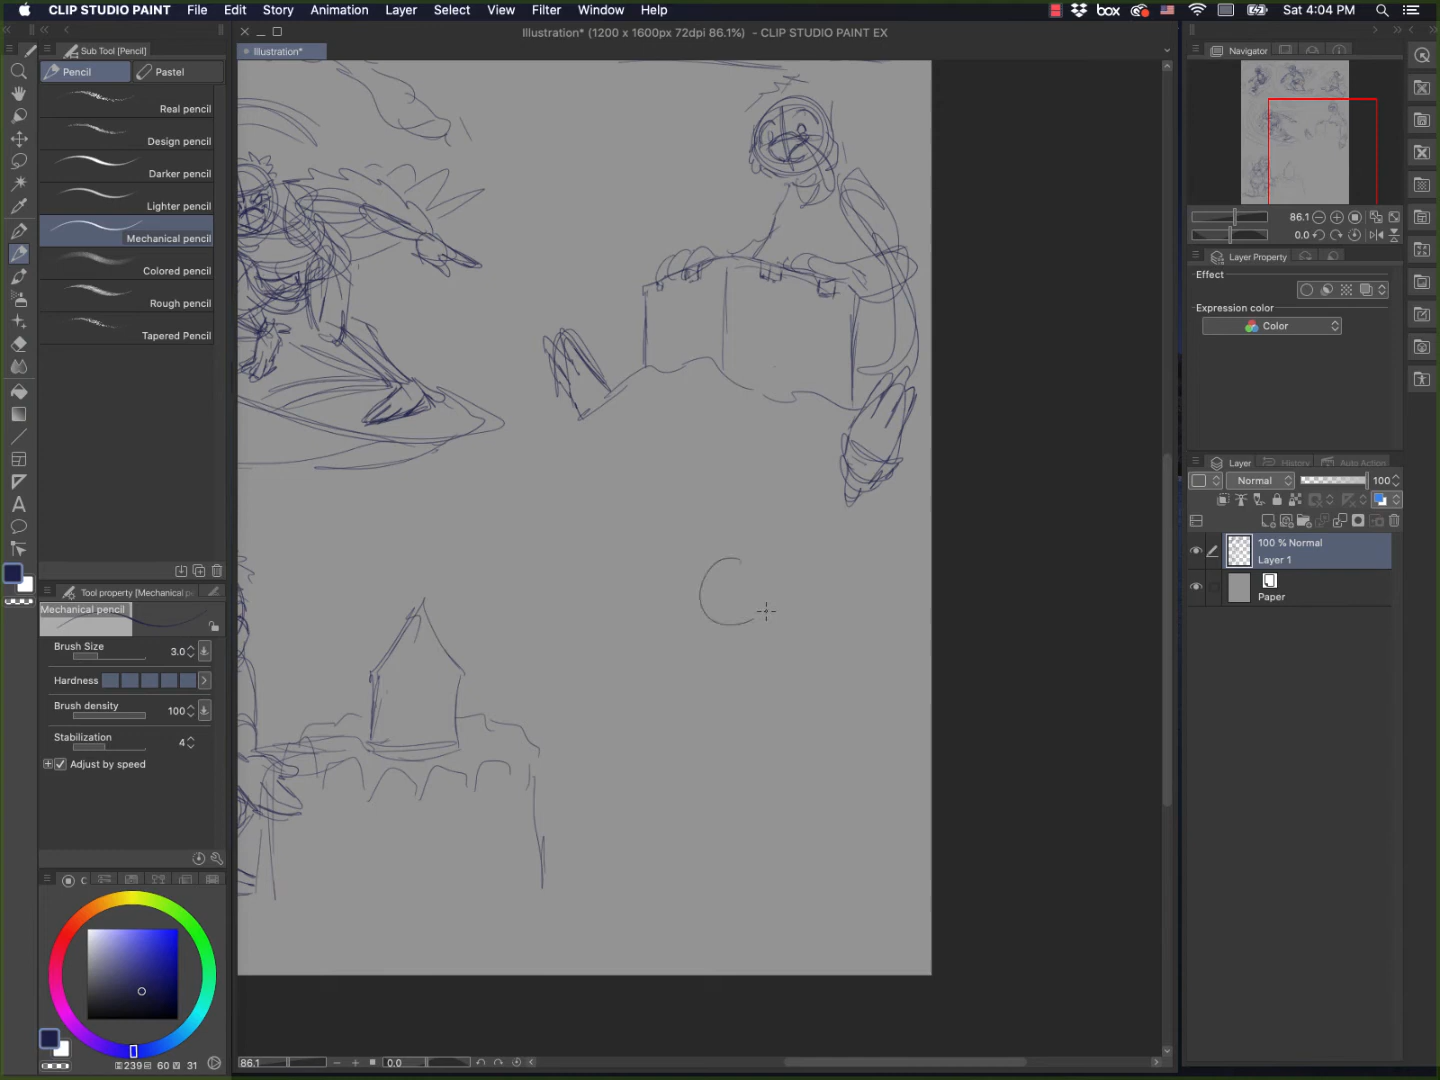 CLIP STUDIO PAINT File Edit Story Animation Layer Select View Filter Window Help
box
Sat 4:04 PM
Illustration* (1200 x 1600px 72dpi 86.1%) - CLIP STUDIO PAINT EX
Sub Tool [Pencil]
Illustration*
Navigator
Pencil
Pastel
Real pencil
Design pencil
Darker pencil
Lighter pencil
Mechanical pencil
Colored pencil
Rough pencil
Tapered Pencil
86.1
0.0
Layer Property
Effect
Expression color
Color
Layer
History
Auto Action
Normal
100
100 % Normal
Layer 1
Paper
Tool property [Mechanical pe
Mechanical pencil
Brush Size
3.0
Hardness
Brush density
100
Stabilization
4
Adjust by speed
C
239 60 31
86.1
0.0